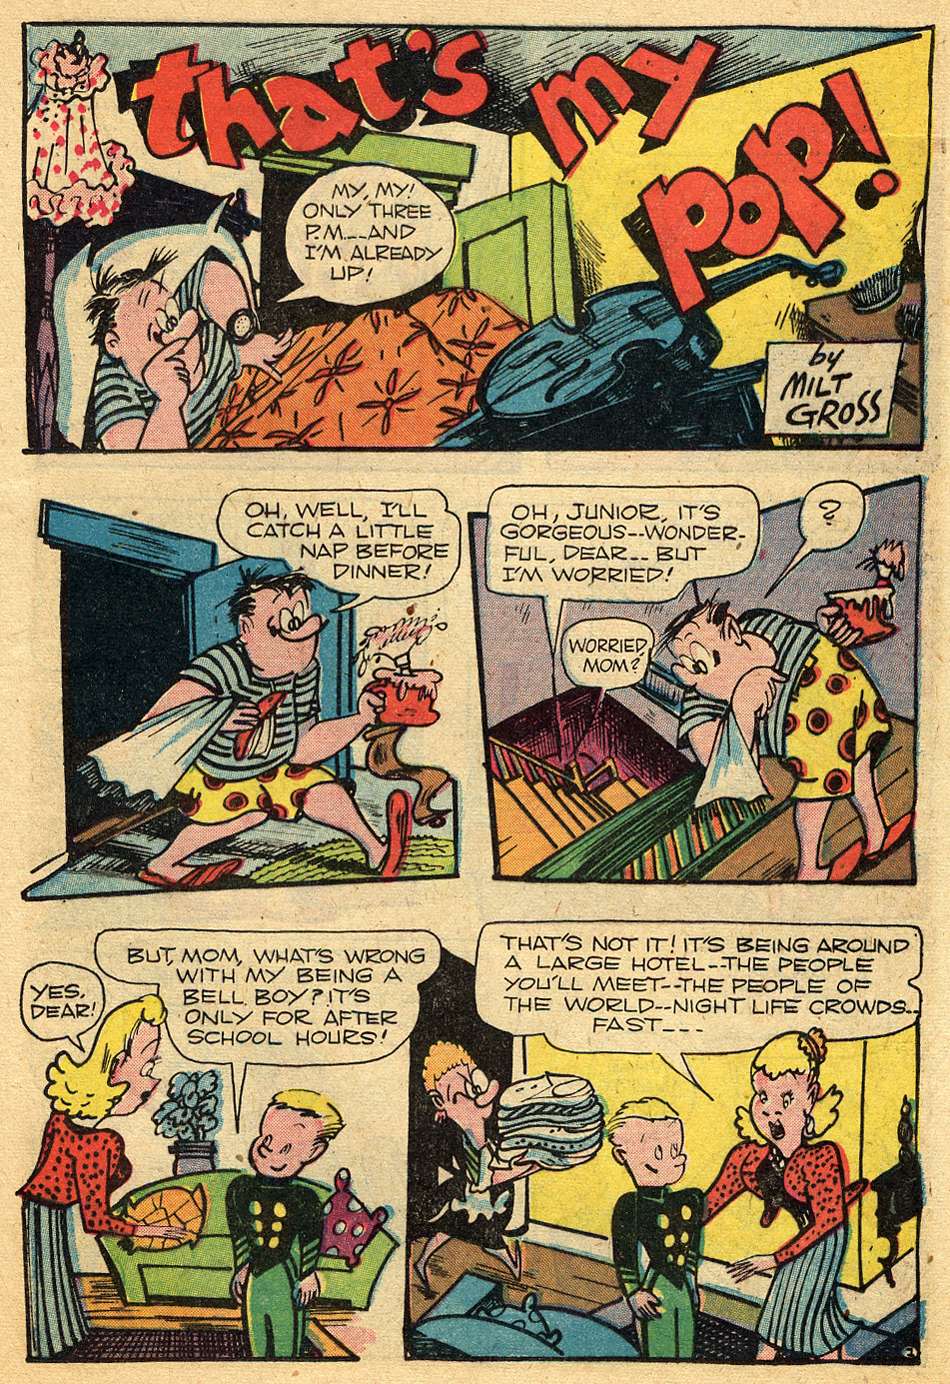 that's my
pop!
MY, MY!
ONLY THREE
P.M.--AND
I'M ALREADY
UP!
by
MILT
GROSS
OH, WELL, I'LL
CATCH A LITTLE
NAP BEFORE
DINNER!
OH, JUNIOR, IT'S
GORGEOUS--WONDER-
FUL, DEAR-- BUT
I'M WORRIED!
?
WORRIED,
MOM?
YES,
DEAR!
BUT, MOM, WHAT'S WRONG
WITH MY BEING A
BELL BOY? IT'S
ONLY FOR AFTER
SCHOOL HOURS!
THAT'S NOT IT! IT'S BEING AROUND
A LARGE HOTEL--THE PEOPLE
YOU'LL MEET--THE PEOPLE OF
THE WORLD--NIGHT LIFE CROWDS--
FAST---